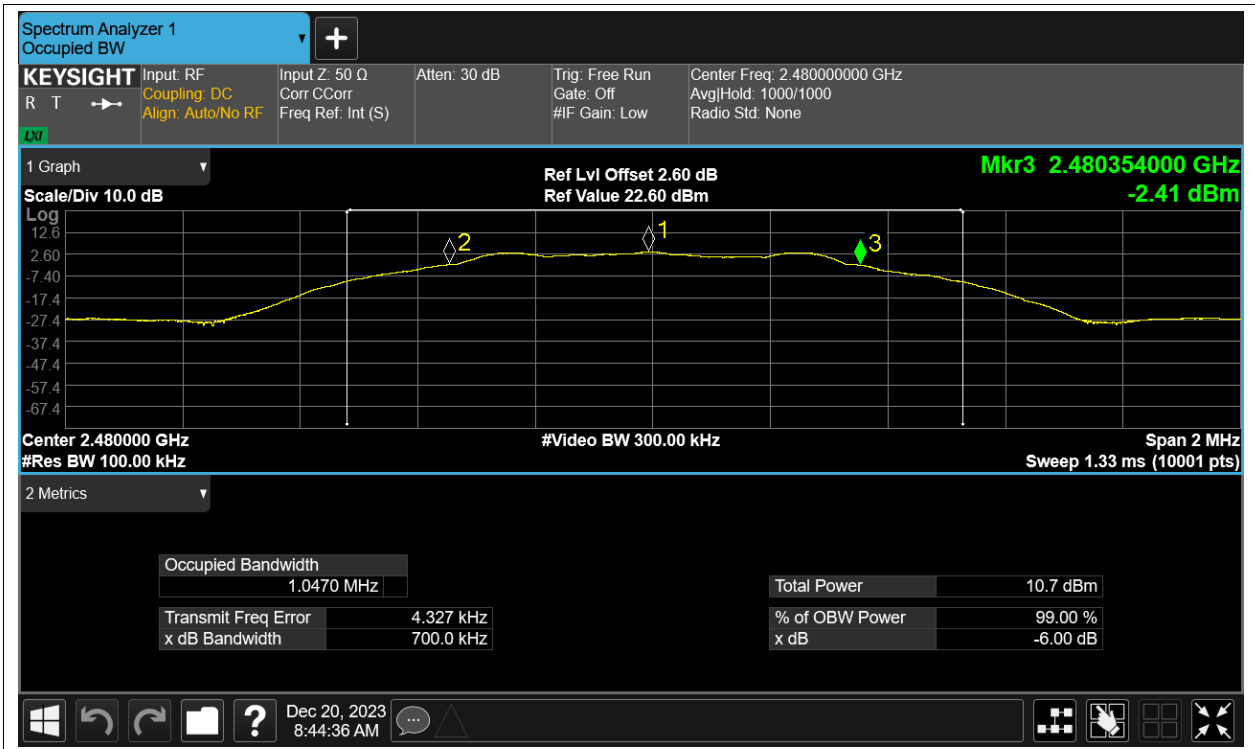 Spectrum Analyzer 1
Occupied BW
KEYSIGHT
R T
LXI
Input: RF
Coupling: DC
Align: Auto/No RF
Input Z: 50 Ω
Corr CCorr
Freq Ref: Int (S)
Atten: 30 dB
Trig: Free Run
Gate: Off
#IF Gain: Low
Center Freq: 2.480000000 GHz
Avg|Hold: 1000/1000
Radio Std: None
1 Graph
Scale/Div 10.0 dB
Ref Lvl Offset 2.60 dB
Ref Value 22.60 dBm
Mkr3 2.480354000 GHz
-2.41 dBm
Log
12.6
2.60
-7.40
-17.4
-27.4
-37.4
-47.4
-57.4
-67.4
2
1
3
Center 2.480000 GHz
#Video BW 300.00 kHz
Span 2 MHz
#Res BW 100.00 kHz
Sweep 1.33 ms (10001 pts)
2 Metrics
Occupied Bandwidth
1.0470 MHz
Transmit Freq Error 4.327 kHz
x dB Bandwidth 700.0 kHz
Total Power 10.7 dBm
% of OBW Power 99.00 %
x dB -6.00 dB
?
Dec 20, 2023
8:44:36 AM